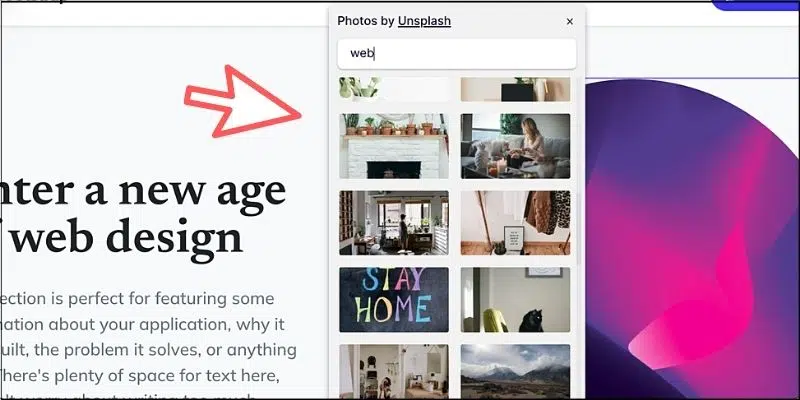 Photos by Unsplash
×
web
nter a new age
web design
STAY
HOME
ection is perfect for featuring some
nation about your application, why it
uilt, the problem it solves, or anything
here's plenty of space for text here,